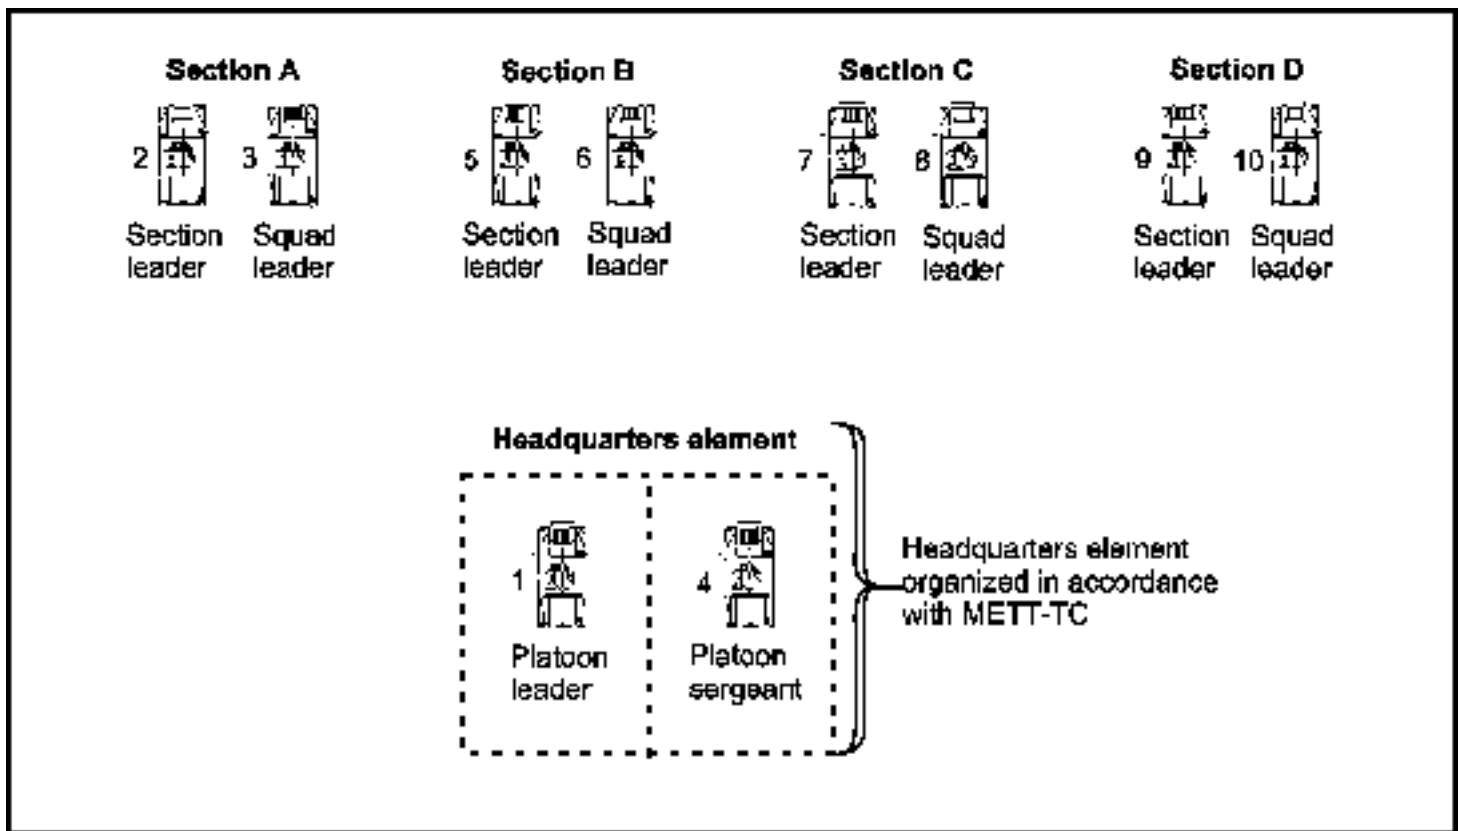 Section A
Section B
Section C
Section D
2
3
5
6
7
8
9
10
Section
leader
Squad
leader
Section
leader
Squad
leader
Section
leader
Squad
leader
Section
leader
Squad
leader
Headquarters element
1
4
Platoon
leader
Platoon
sergeant
Headquarters element
organized in accordance
with METT-TC